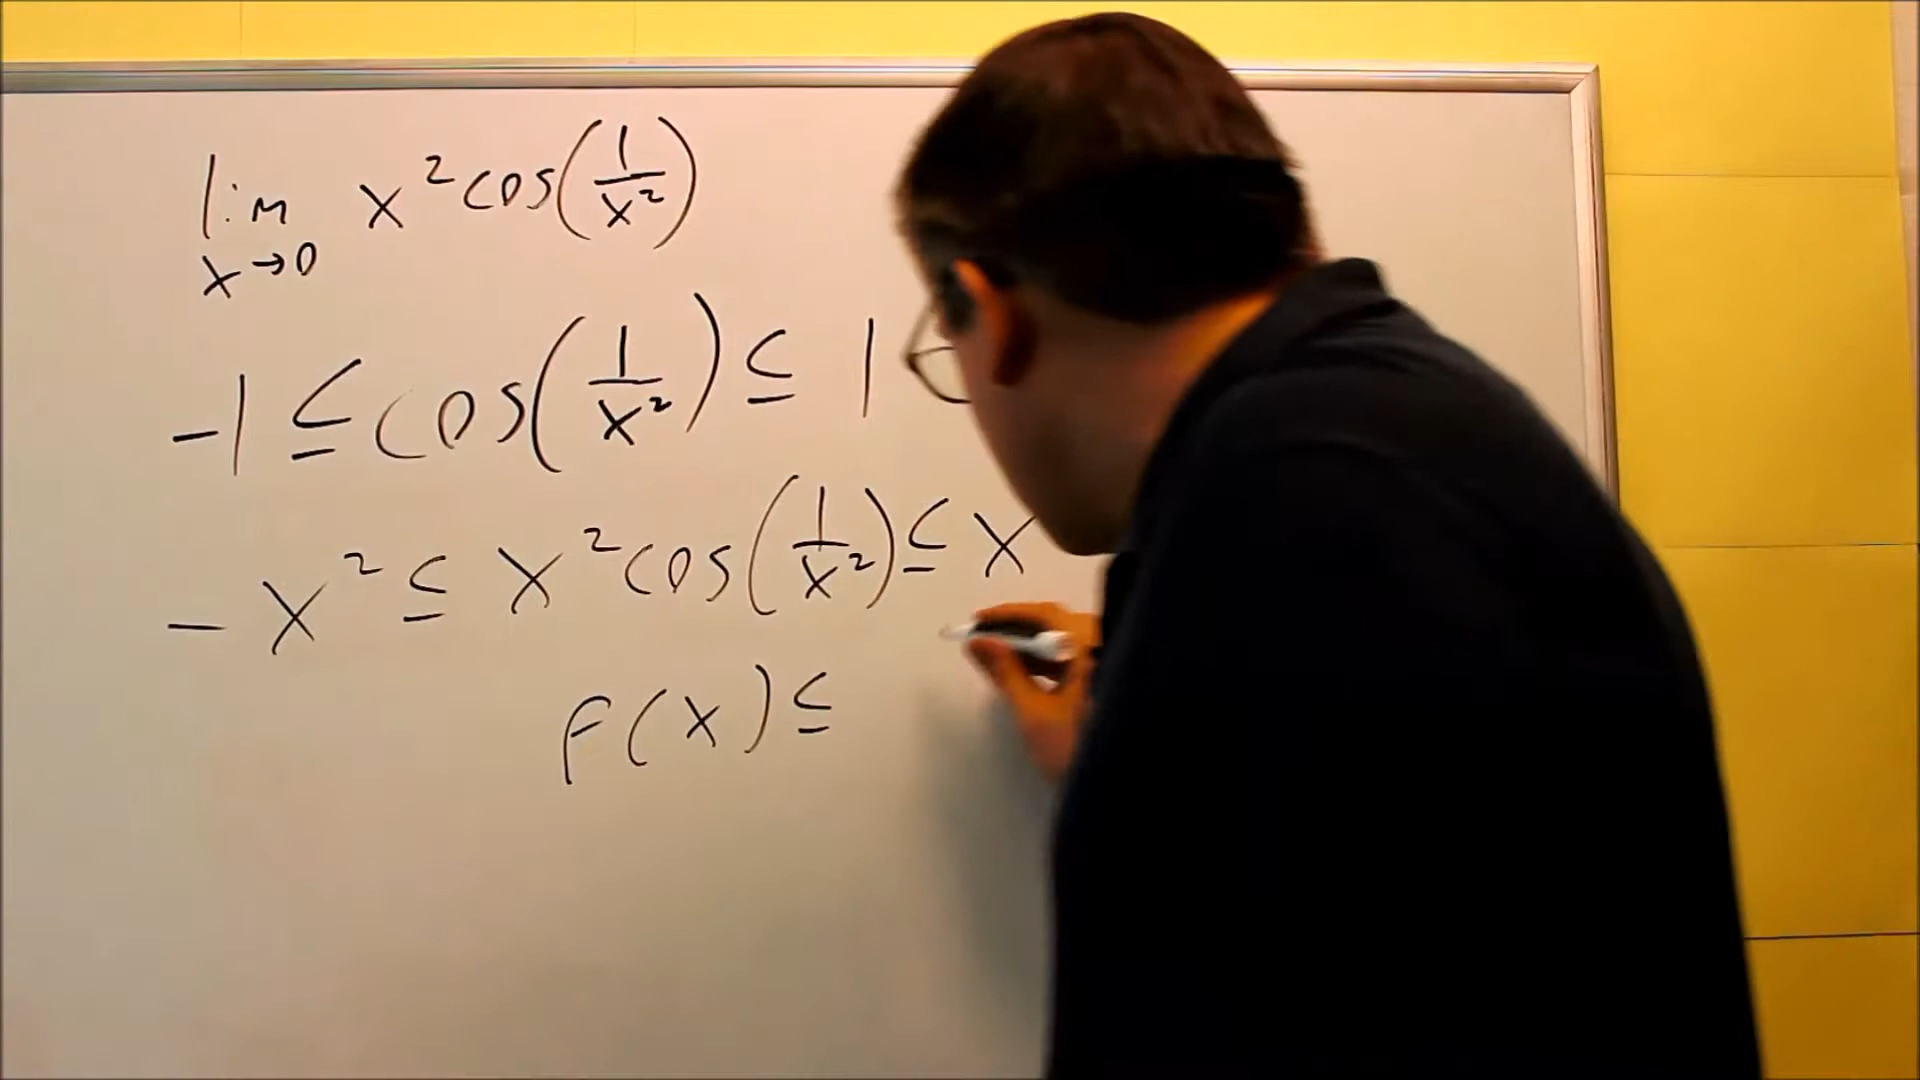 lim x→0 x²cos(1/x²)
-1 ≤ cos(1/x²) ≤ 1
-x² ≤ x²cos(1/x²) ≤ x
f(x) ≤